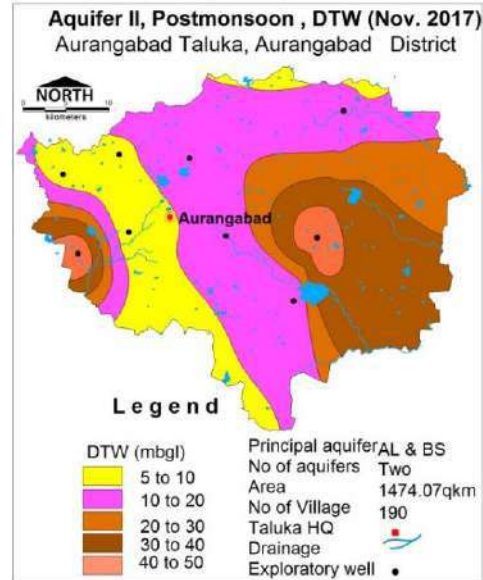 Aquifer II, Postmonsoon , DTW (Nov. 2017)
Aurangabad Taluka, Aurangabad District
NORTH
10 0 10
kilometers
Aurangabad
Legend
DTW (mbgl)
5 to 10
10 to 20
20 to 30
30 to 40
40 to 50
Principal aquifer AL & BS
No of aquifers Two
Area 1474.07qkm
No of Village 190
Taluka HQ
Drainage
Exploratory well